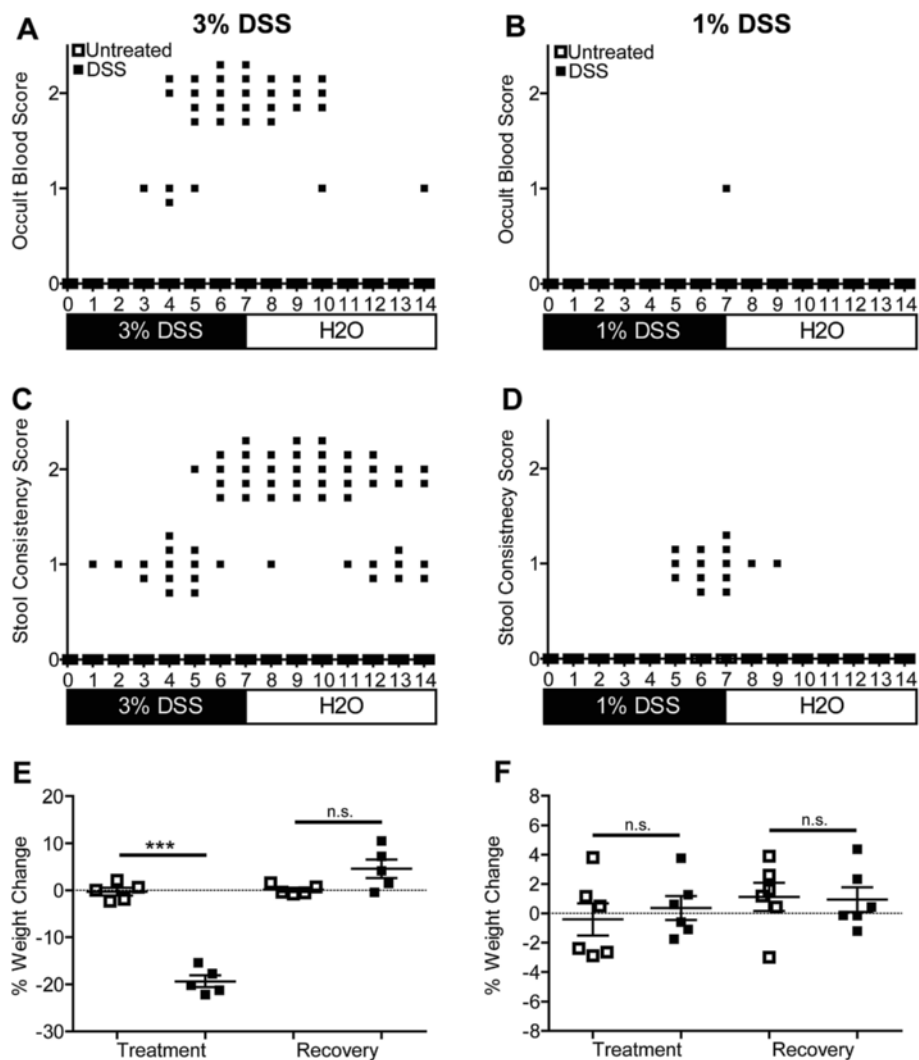 A
3% DSS
Untreated
DSS
Occult Blood Score
2
1
0
0 1 2 3 4 5 6 7 8 9 10 11 12 13 14
3% DSS H2O
B
1% DSS
Untreated
DSS
Occult Blood Score
2
1
0
0 1 2 3 4 5 6 7 8 9 10 11 12 13 14
1% DSS H2O
C
Stool Consistency Score
2
1
0
0 1 2 3 4 5 6 7 8 9 10 11 12 13 14
3% DSS H2O
D
Stool Consistnecy Score
2
1
0
0 1 2 3 4 5 6 7 8 9 10 11 12 13 14
1% DSS H2O
E
% Weight Change
20
10
0
-10
-20
-30
***
n.s.
Treatment Recovery
F
% Weight Change
8
6
4
2
0
-2
-4
-6
-8
n.s.
n.s.
Treatment Recovery